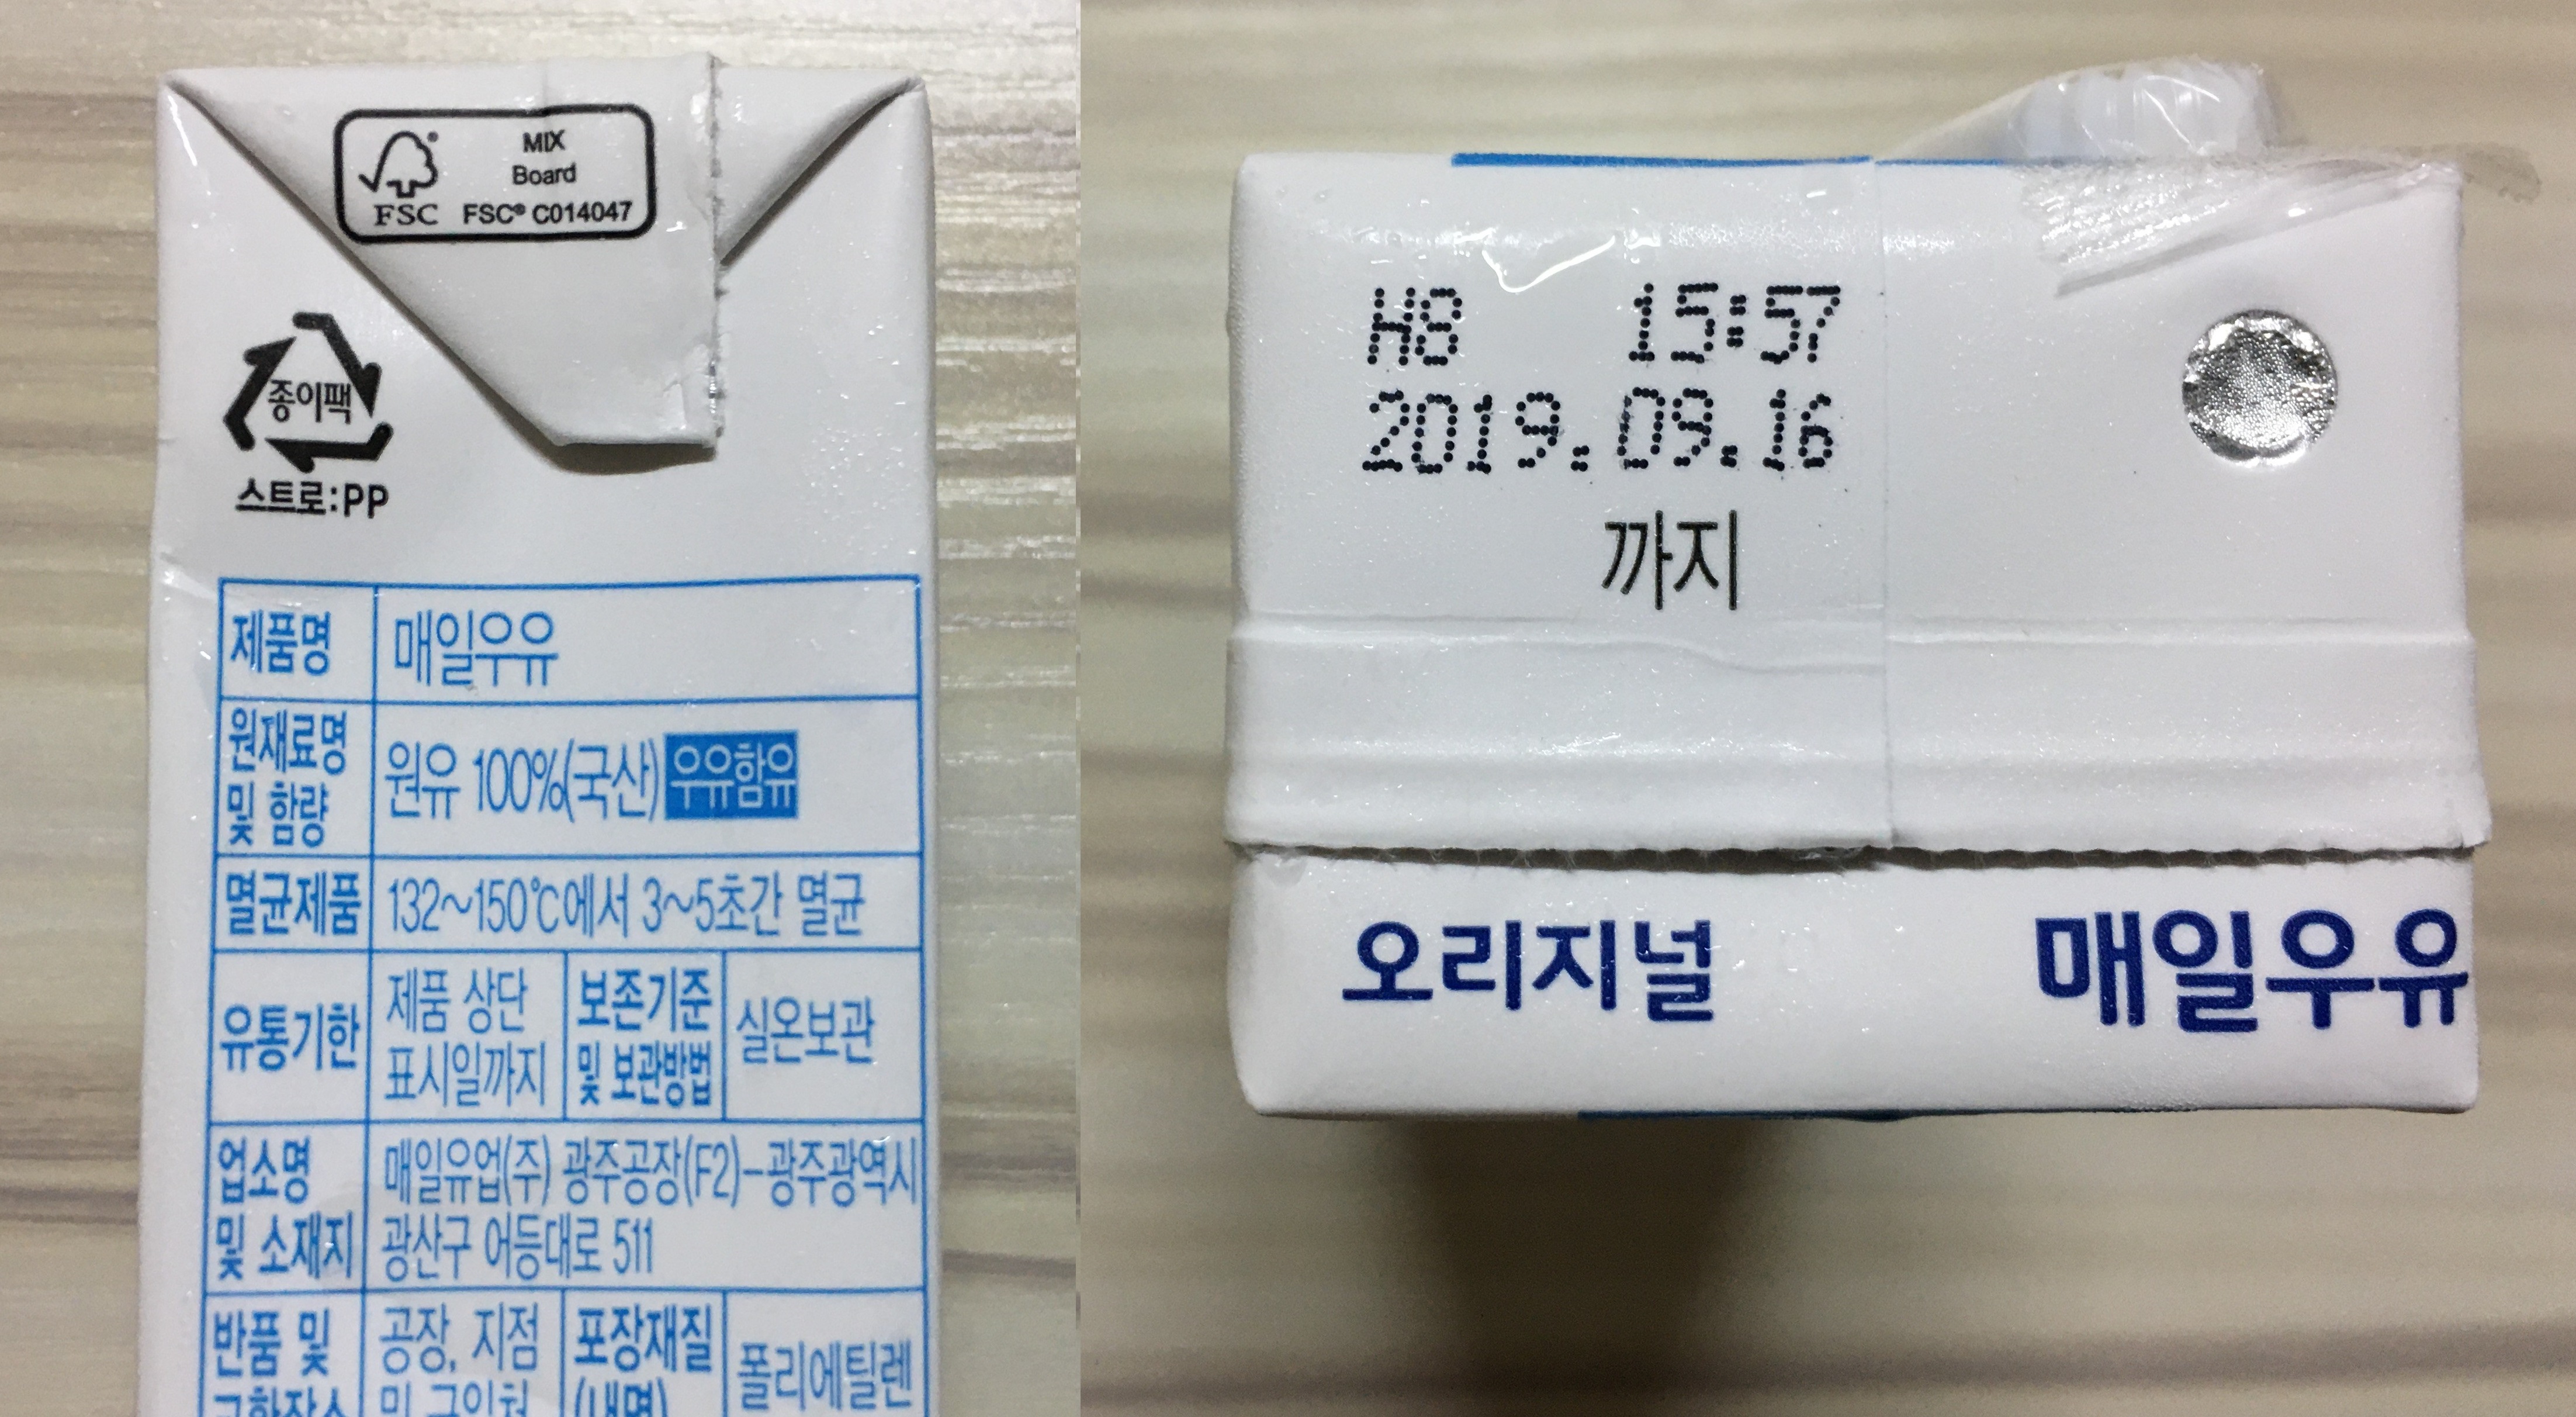 MIX
Board
FSC FSC® C014047
종이팩
스트로:PP
제품명 매일우유
원재료명
및 함량
원유 100%(국산) 우유함유
멸균제품 132~150℃에서 3~5초간 멸균
유통기한
제품 상단
표시일까지
보존기준
및 보관방법
실온보관
업소명
및 소재지
매일유업(주) 광주공장(F2)-광주광역시
광산구 어등대로 511
반품 및
공장, 지점
포장재질
폴리에틸렌
H8 15:57
2019.09.16
까지
오리지널 매일우유